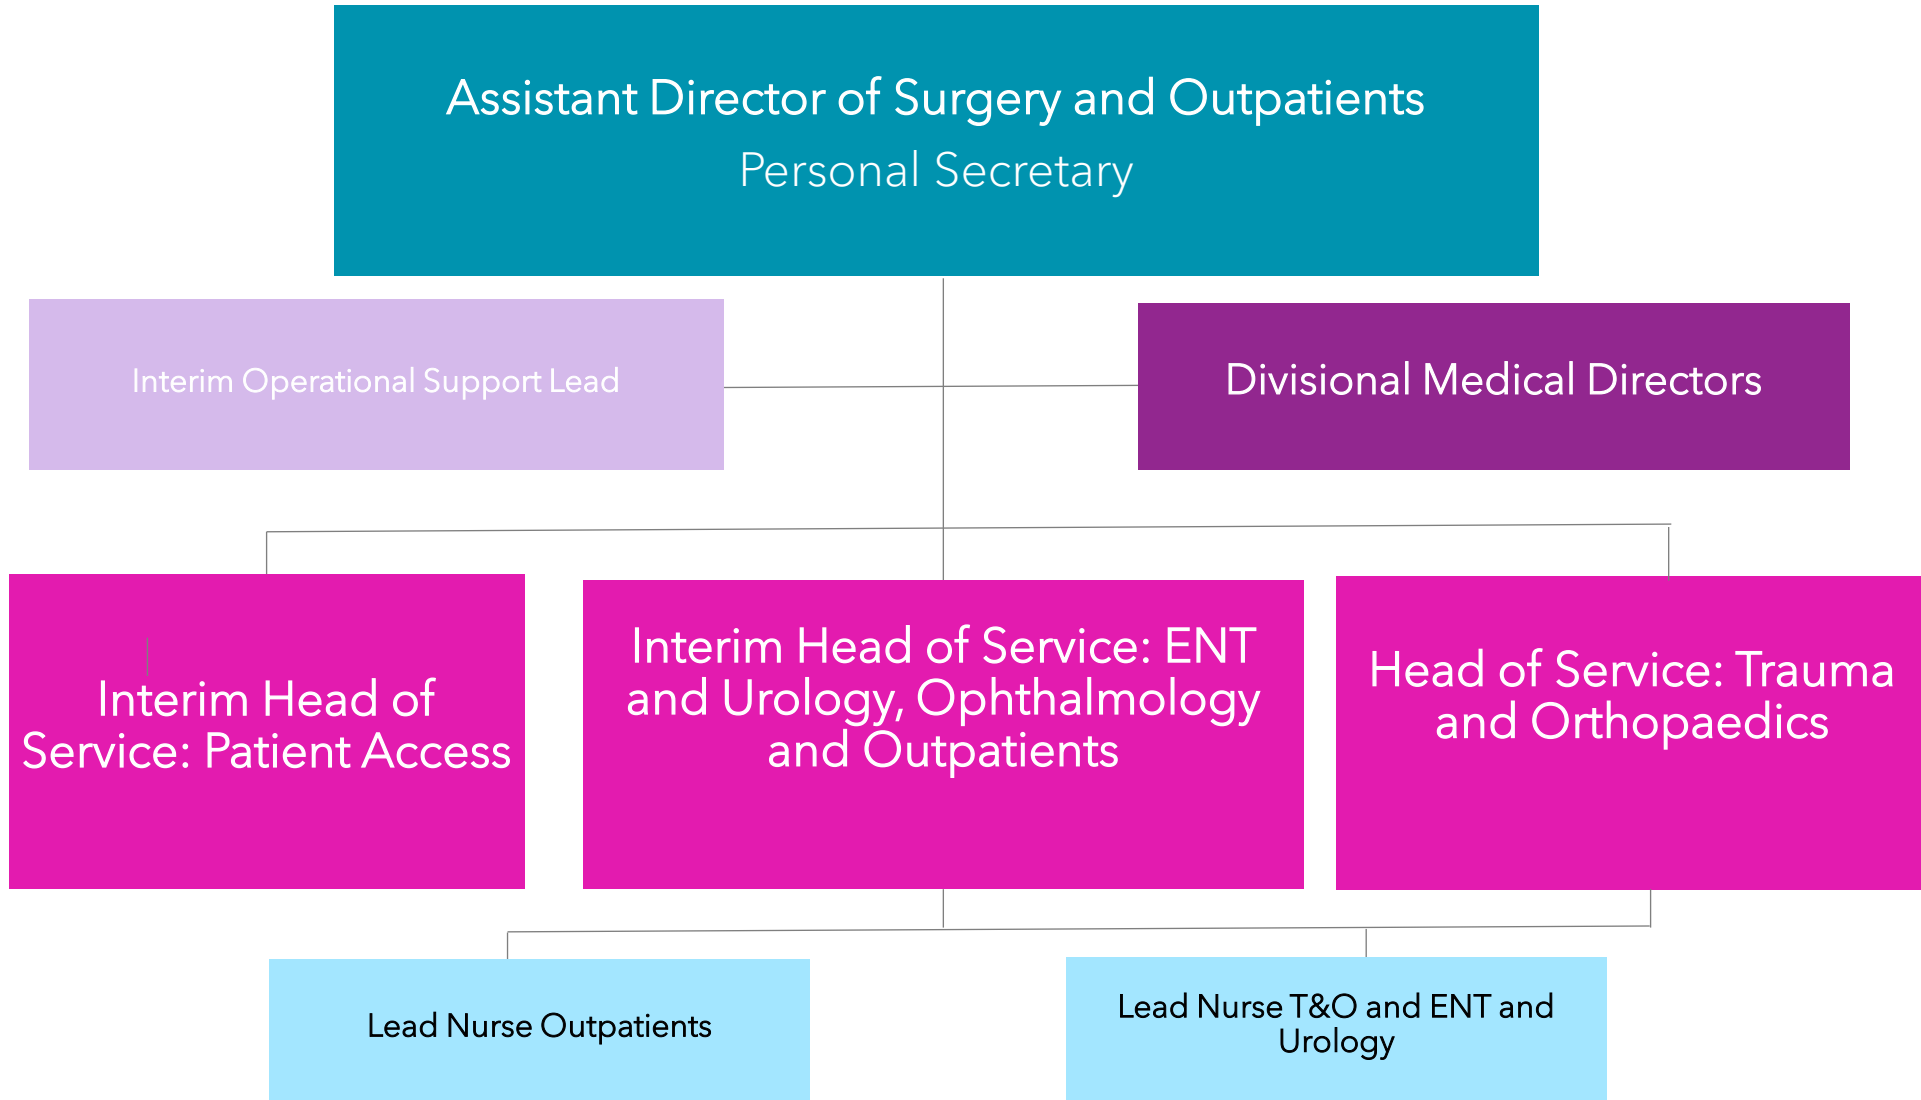 Assistant Director of Surgery and Outpatients
Personal Secretary
Interim Operational Support Lead
Divisional Medical Directors
Interim Head of
Service: Patient Access
Interim Head of Service: ENT
and Urology, Ophthalmology
and Outpatients
Head of Service: Trauma
and Orthopaedics
Lead Nurse Outpatients
Lead Nurse T&O and ENT and
Urology